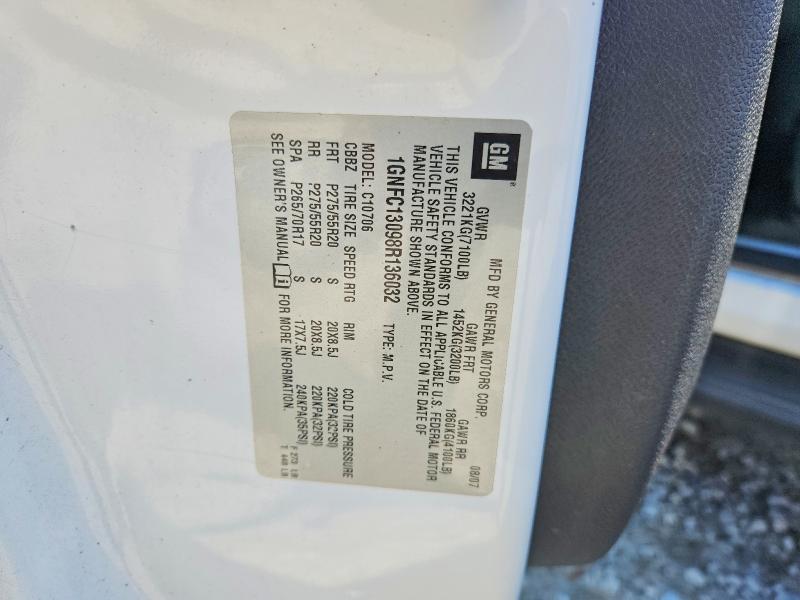 GM
MFD BY GENERAL MOTORS CORP.
08/07
GVWR GAWR FRT GAWR RR
3221KG(7100LB) 1452KG(3200LB) 1860KG(4100LB)
THIS VEHICLE CONFORMS TO ALL APPLICABLE U.S. FEDERAL MOTOR
VEHICLE SAFETY STANDARDS IN EFFECT ON THE DATE OF
MANUFACTURE SHOWN ABOVE.
1GNFC13098R136032 TYPE: M.P.V.
MODEL: C10706
CBBZ TIRE SIZE SPEED RTG RIM COLD TIRE PRESSURE
FRT P275/55R20 S 20X8.5J 220KPA(32PSI)
RR P275/55R20 S 20X8.5J 220KPA(32PSI)
SPA P265/70R17 S 17X7.5J 240KPA(35PSI)
SEE OWNER'S MANUAL FOR MORE INFORMATION.